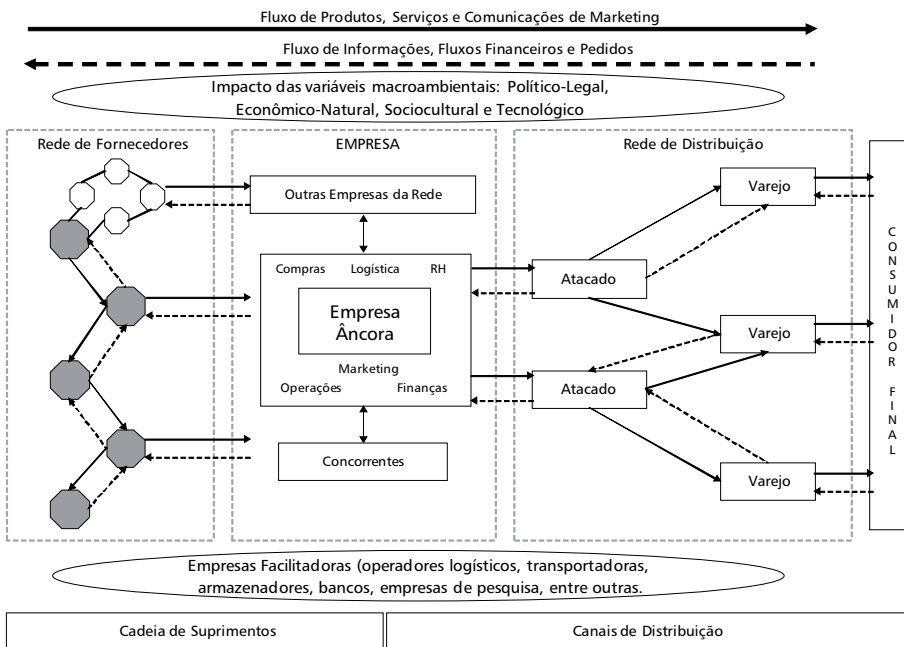 Fluxo de Produtos, Serviços e Comunicações de Marketing
Fluxo de Informações, Fluxos Financeiros e Pedidos
Impacto das variáveis macroambientais: Político-Legal,
Econômico-Natural, Sociocultural e Tecnológico
Rede de Fornecedores
EMPRESA
Rede de Distribuição
Outras Empresas da Rede
Varejo
Compras Logística RH
Atacado
Empresa
Âncora
Varejo
Marketing
Operações Finanças
Atacado
Concorrentes
Varejo
CONSUMIDOR FINAL
Empresas Facilitadoras (operadores logísticos, transportadoras,
armazenadores, bancos, empresas de pesquisa, entre outras.
Cadeia de Suprimentos
Canais de Distribuição